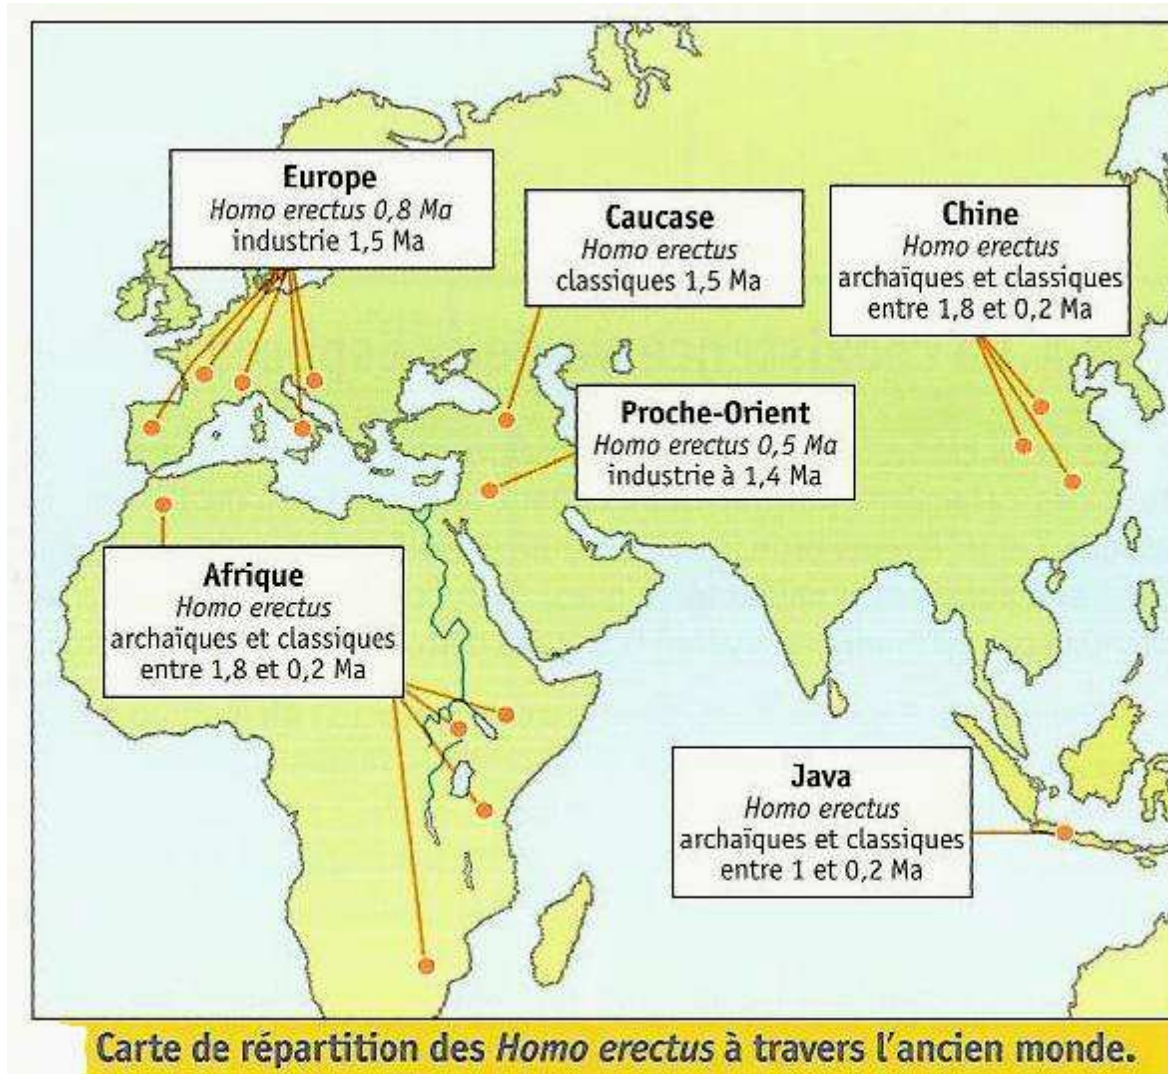 Europe
Homo erectus 0,8 Ma
industrie 1,5 Ma
Caucase
Homo erectus
classiques 1,5 Ma
Chine
Homo erectus
archaïques et classiques
entre 1,8 et 0,2 Ma
Proche-Orient
Homo erectus 0,5 Ma
industrie à 1,4 Ma
Afrique
Homo erectus
archaïques et classiques
entre 1,8 et 0,2 Ma
Java
Homo erectus
archaïques et classiques
entre 1 et 0,2 Ma
Carte de répartition des Homo erectus à travers l'ancien monde.